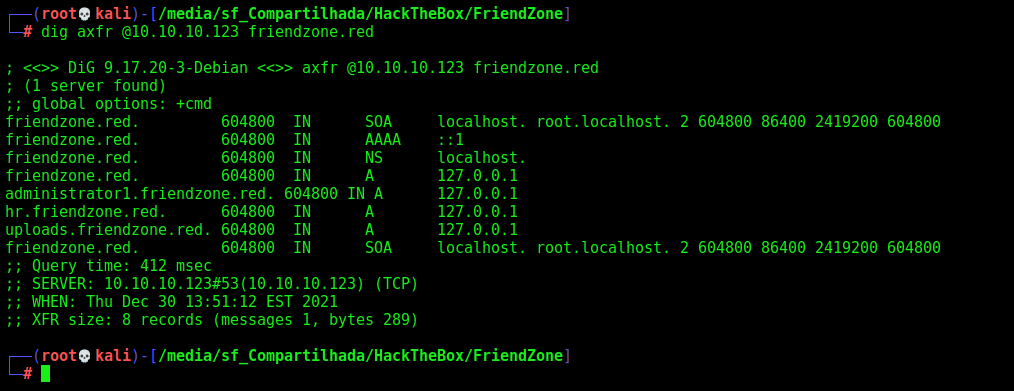 ┌──(root💀kali)-[/media/sf_Compartilhada/HackTheBox/FriendZone]
└─# dig axfr @10.10.10.123 friendzone.red
; <<>> DiG 9.17.20-3-Debian <<>> axfr @10.10.10.123 friendzone.red
; (1 server found)
;; global options: +cmd
friendzone.red.         604800  IN      SOA     localhost. root.localhost. 2 604800 86400 2419200 604800
friendzone.red.         604800  IN      AAAA    ::1
friendzone.red.         604800  IN      NS      localhost.
friendzone.red.         604800  IN      A       127.0.0.1
administrator1.friendzone.red. 604800 IN A      127.0.0.1
hr.friendzone.red.      604800  IN      A       127.0.0.1
uploads.friendzone.red. 604800  IN      A       127.0.0.1
friendzone.red.         604800  IN      SOA     localhost. root.localhost. 2 604800 86400 2419200 604800
;; Query time: 412 msec
;; SERVER: 10.10.10.123#53(10.10.10.123) (TCP)
;; WHEN: Thu Dec 30 13:51:12 EST 2021
;; XFR size: 8 records (messages 1, bytes 289)
┌──(root💀kali)-[/media/sf_Compartilhada/HackTheBox/FriendZone]
└─#